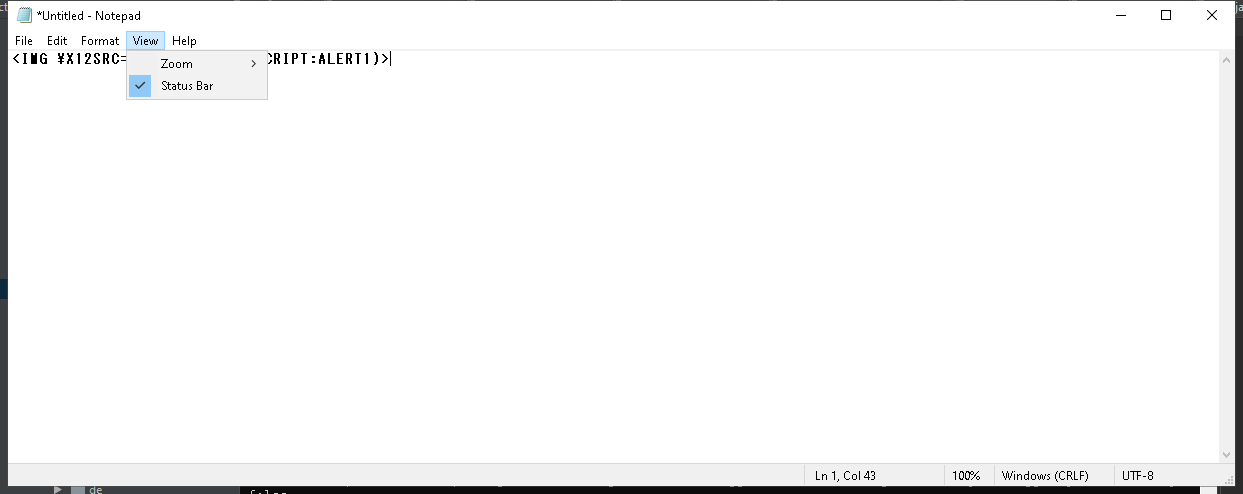 *Untitled - Notepad
File Edit Format View Help
<IMG ¥X12SRC= CRIPT:ALERT1)>
Zoom
Status Bar
Ln 1, Col 43 100% Windows (CRLF) UTF-8
de